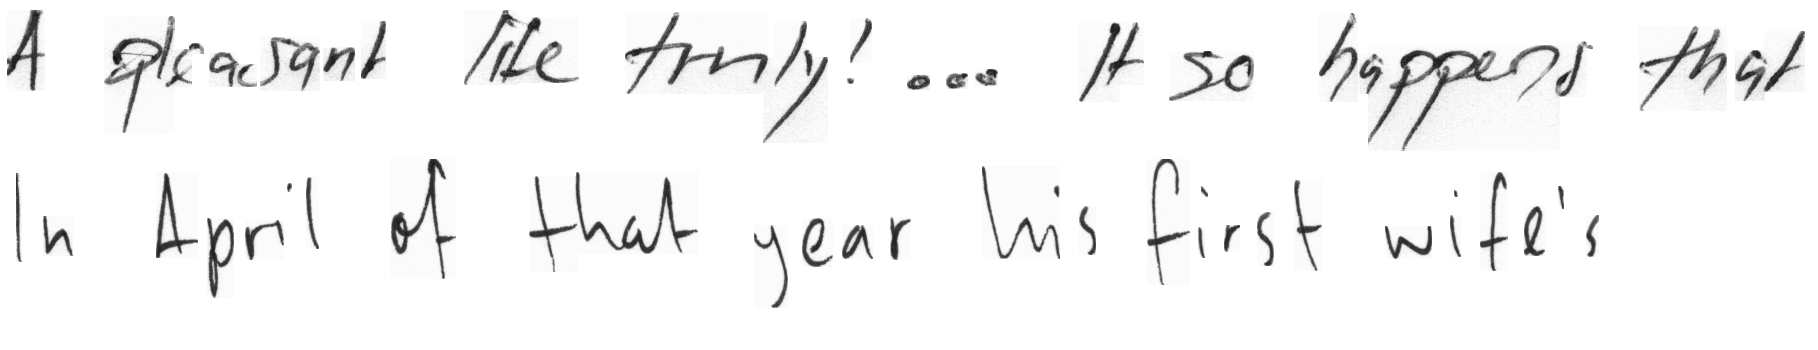 A pleasant life truly! ... It so happens that
In April of that year his first wife's